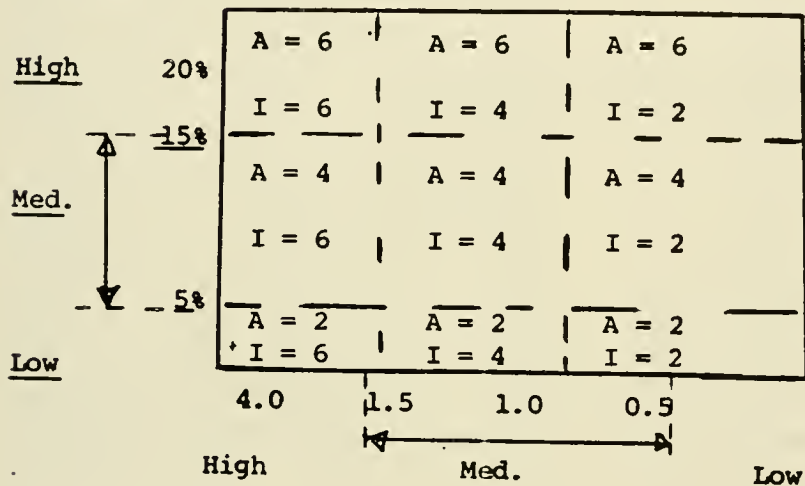 A = 6 A = 6 A = 6
High 20%
I = 6 I = 4 I = 2
15%
A = 4 A = 4 A = 4
Med.
I = 6 I = 4 I = 2
5%
A = 2 A = 2 A = 2
I = 6 I = 4 I = 2
Low
4.0 1.5 1.0 0.5
High Med. Low